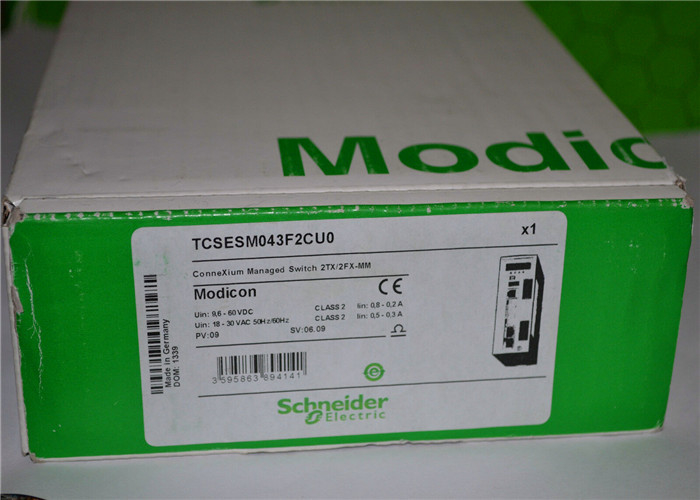 Modic
TCSESM043F2CU0
x1
ConneXium Managed Switch 2TX/2FX-MM
Modicon
CE
Uin: 9,6 - 60 VDC CLASS 2 Iin: 0,8 - 0,2 A
Uin: 18 - 30 VAC 50Hz/60Hz CLASS 2 Iin: 0,5 - 0,3 A
PV:09 SV:06.09
Made in Germany
DOM: 1339
3 595863 894141
Schneider
Electric